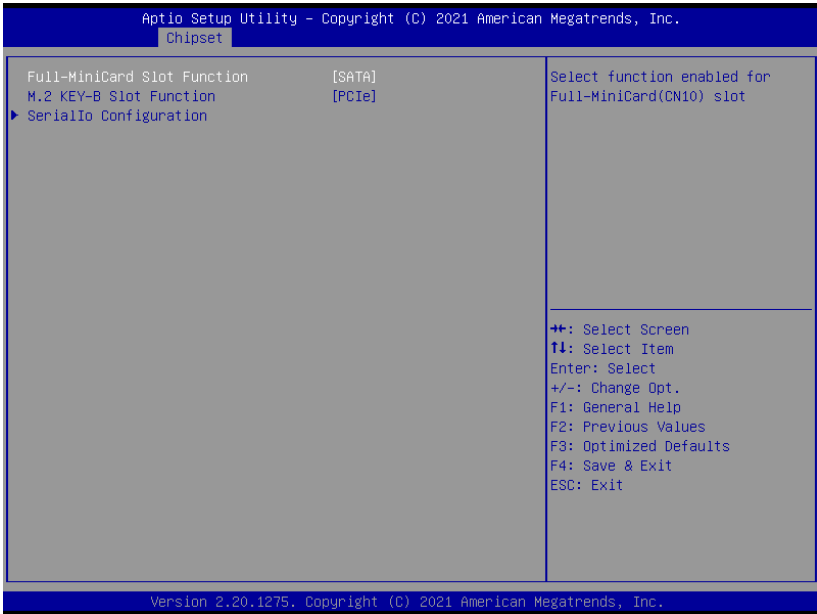 Aptio Setup Utility – Copyright (C) 2021 American Megatrends, Inc.
Chipset
Full-MiniCard Slot Function [SATA]
M.2 KEY-B Slot Function [PCIe]
SerialIo Configuration
Select function enabled for
Full-MiniCard(CN10) slot
→←: Select Screen
↑↓: Select Item
Enter: Select
+/-: Change Opt.
F1: General Help
F2: Previous Values
F3: Optimized Defaults
F4: Save & Exit
ESC: Exit
Version 2.20.1275. Copyright (C) 2021 American Megatrends, Inc.